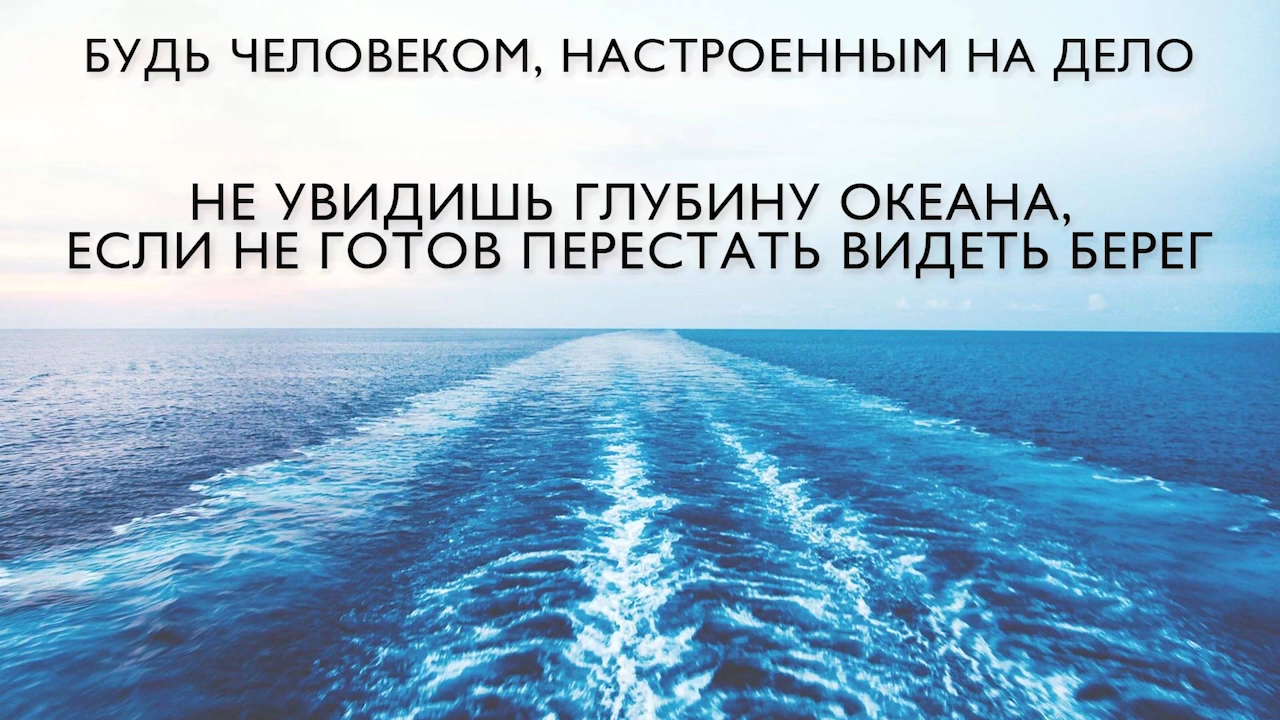 БУДЬ ЧЕЛОВЕКОМ, НАСТРОЕННЫМ НА ДЕЛО
НЕ УВИДИШЬ ГЛУБИНУ ОКЕАНА,
ЕСЛИ НЕ ГОТОВ ПЕРЕСТАТЬ ВИДЕТЬ БЕРЕГ